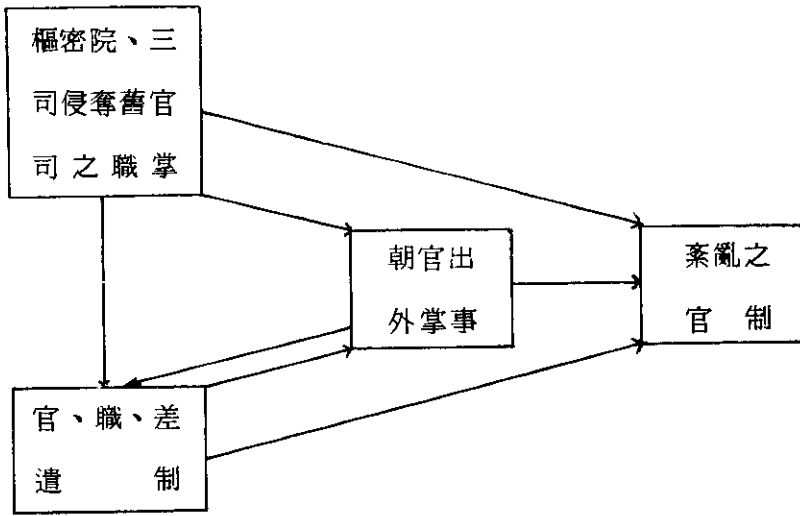 樞密院、三
司侵奪舊官
司之職掌
朝官出
外掌事
紊亂之
官制
官、職、差
遣制